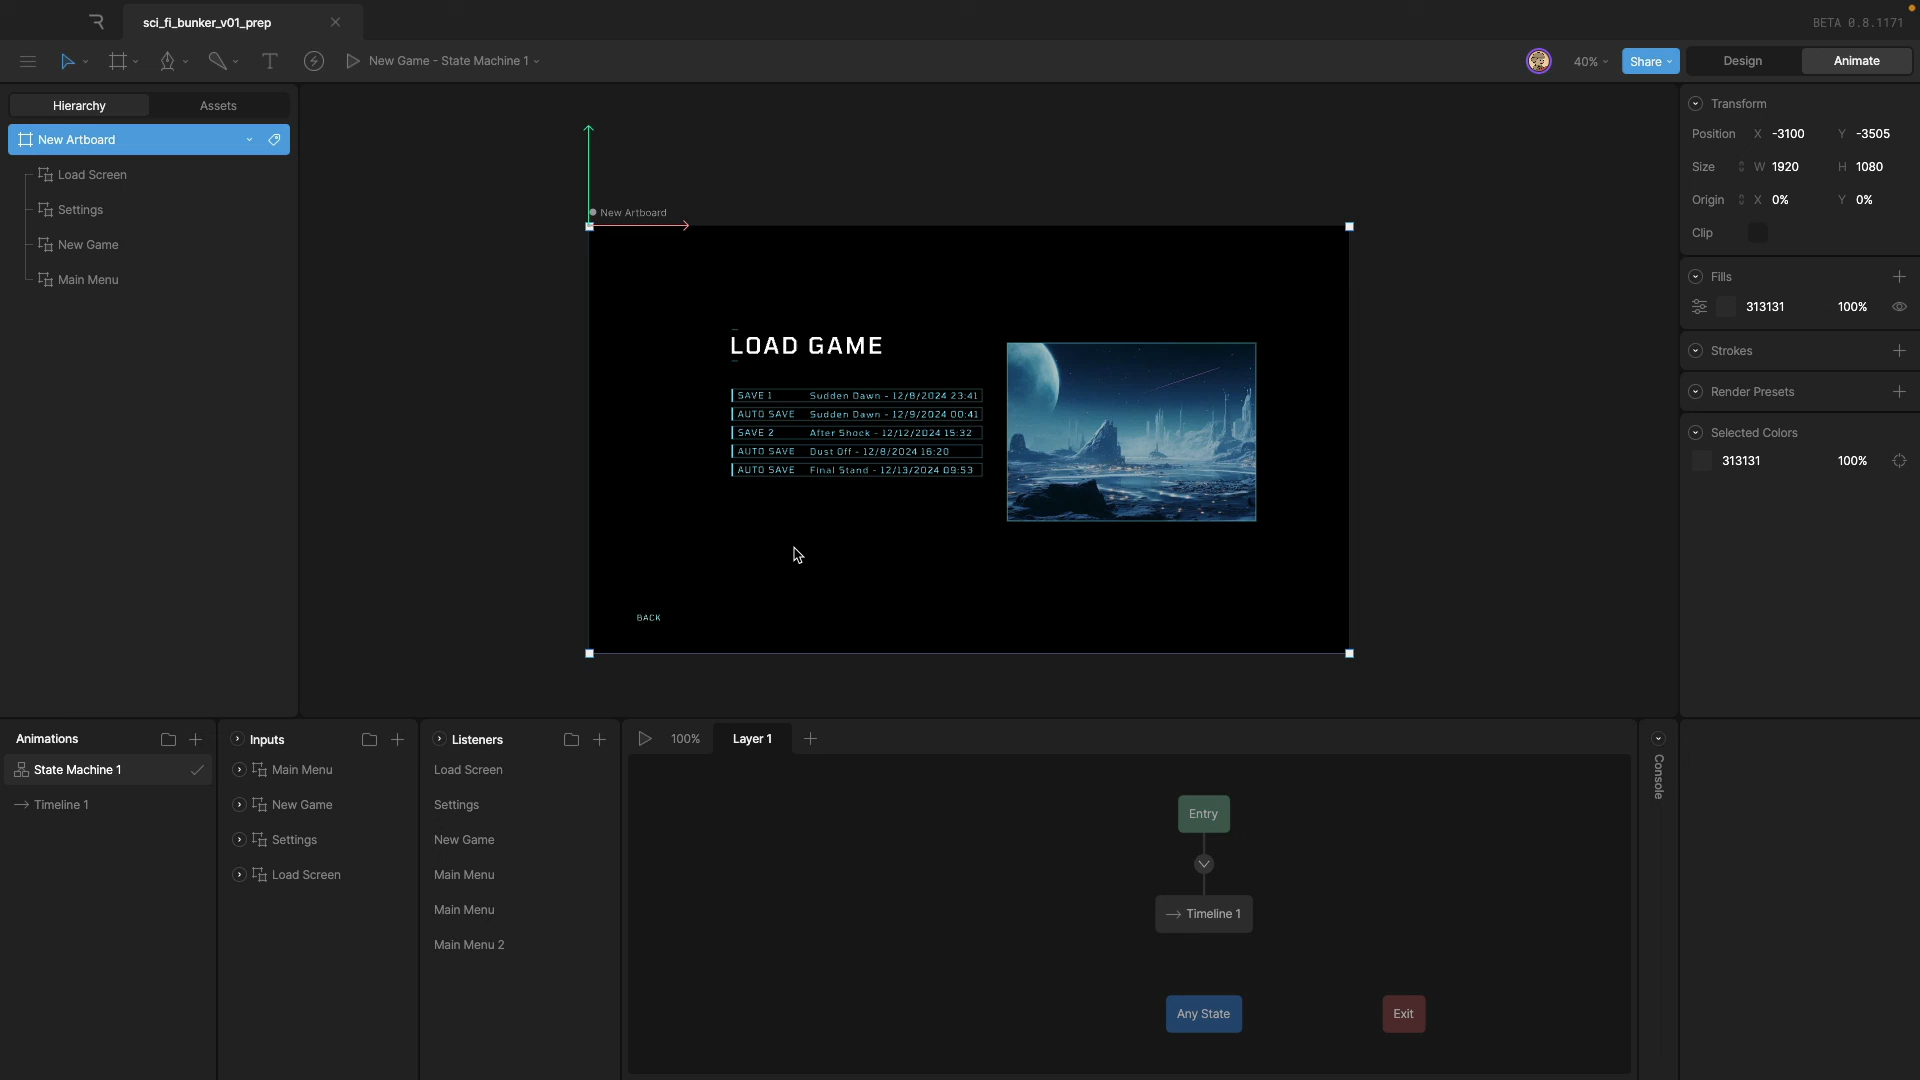 sci_fi_bunker_v01_prep
BETA 0.8.1171
New Game - State Machine 1
40%
Share
Design
Animate
Hierarchy
Assets
New Artboard
Load Screen
Settings
New Game
Main Menu
New Artboard
LOAD GAME
SAVE 1 Sudden Dawn - 12/8/2024 23:41
AUTO SAVE Sudden Dawn - 12/9/2024 00:41
SAVE 2 After Shock - 12/12/2024 15:32
AUTO SAVE Dust Off - 12/8/2024 16:20
AUTO SAVE Final Stand - 12/13/2024 09:53
BACK
Transform
Position X -3100 Y -3505
Size W 1920 H 1080
Origin X 0% Y 0%
Clip
Fills
313131 100%
Strokes
Render Presets
Selected Colors
313131 100%
Animations
State Machine 1
Timeline 1
Inputs
Main Menu
New Game
Settings
Load Screen
Listeners
Load Screen
Settings
New Game
Main Menu
Main Menu
Main Menu 2
100%
Layer 1
Entry
Timeline 1
Any State
Exit
Console